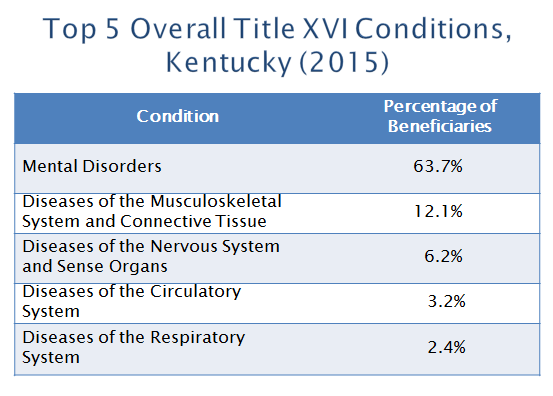 Top 5 Overall Title XVI Conditions,
Kentucky (2015)
Condition
Percentage of
Beneficiaries
Mental Disorders
63.7%
Diseases of the Musculoskeletal
System and Connective Tissue
12.1%
Diseases of the Nervous System
and Sense Organs
6.2%
Diseases of the Circulatory
System
3.2%
Diseases of the Respiratory
System
2.4%